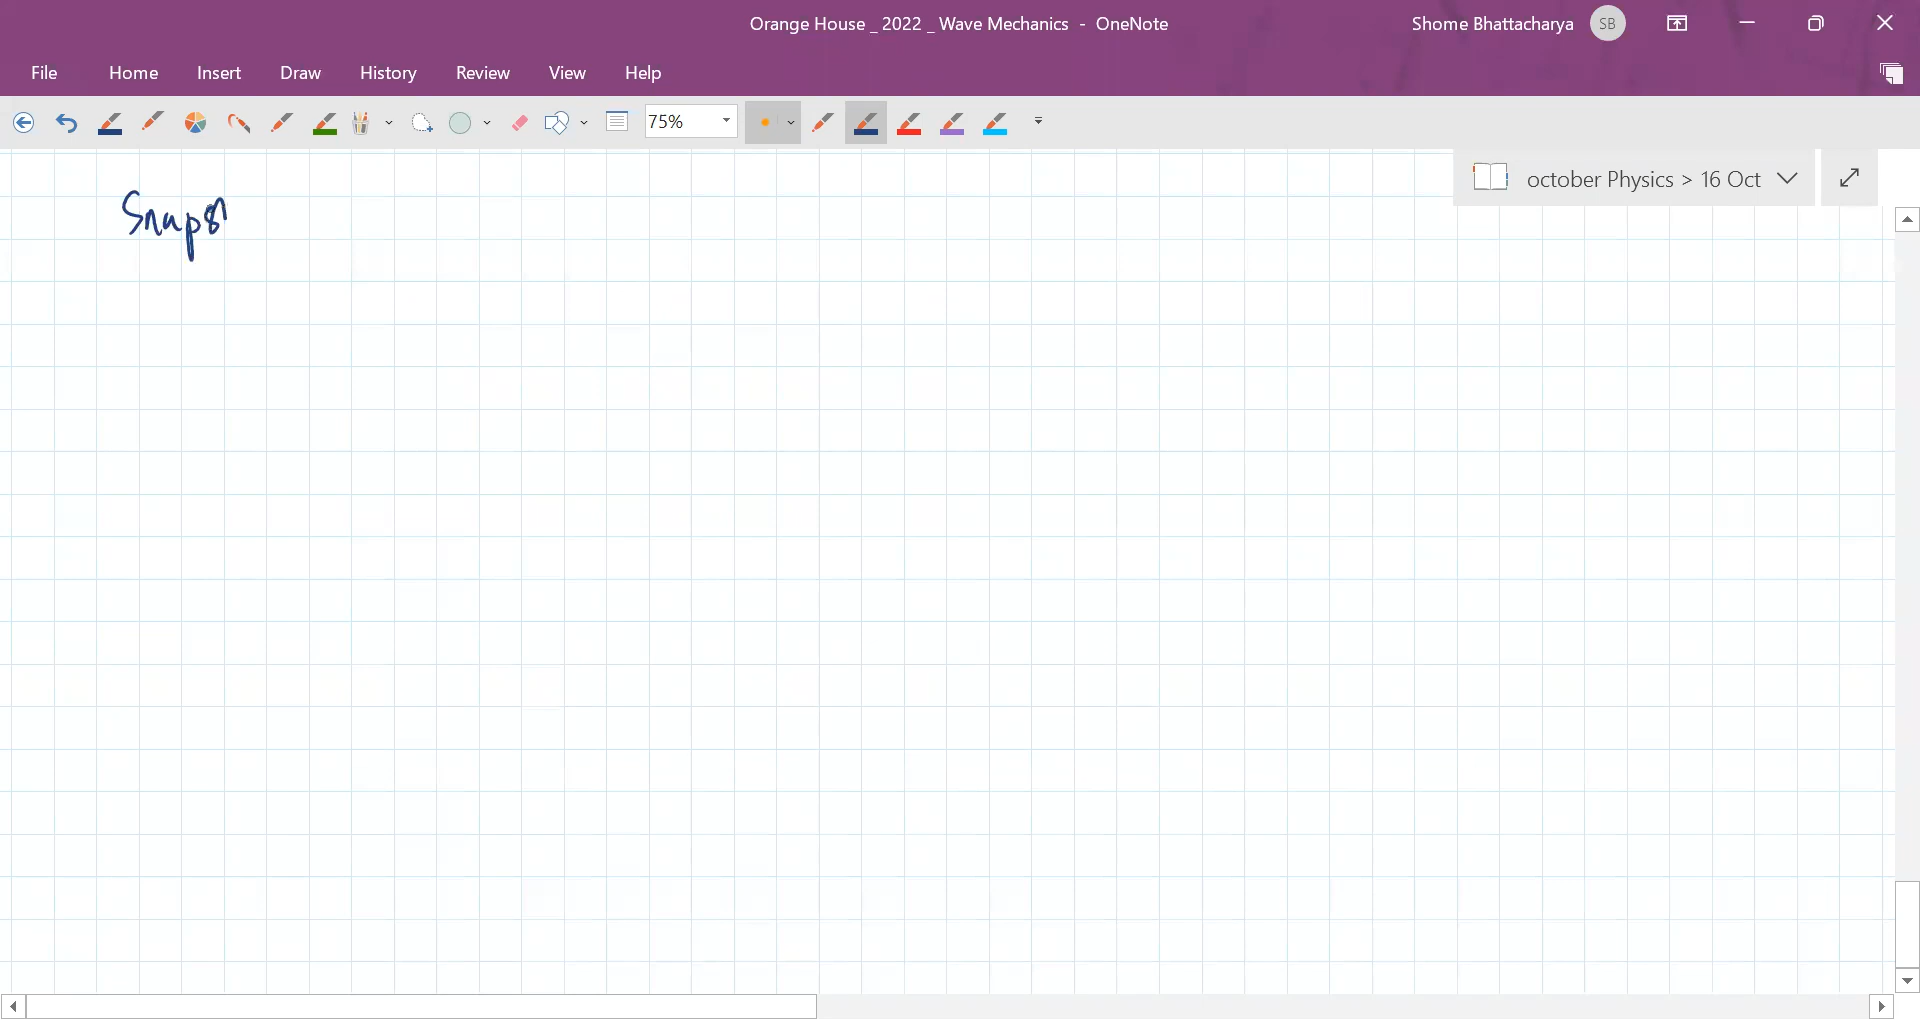 Orange House _ 2022 _ Wave Mechanics - OneNote
Shome Bhattacharya SB
File Home Insert Draw History Review View Help
75%
october Physics > 16 Oct